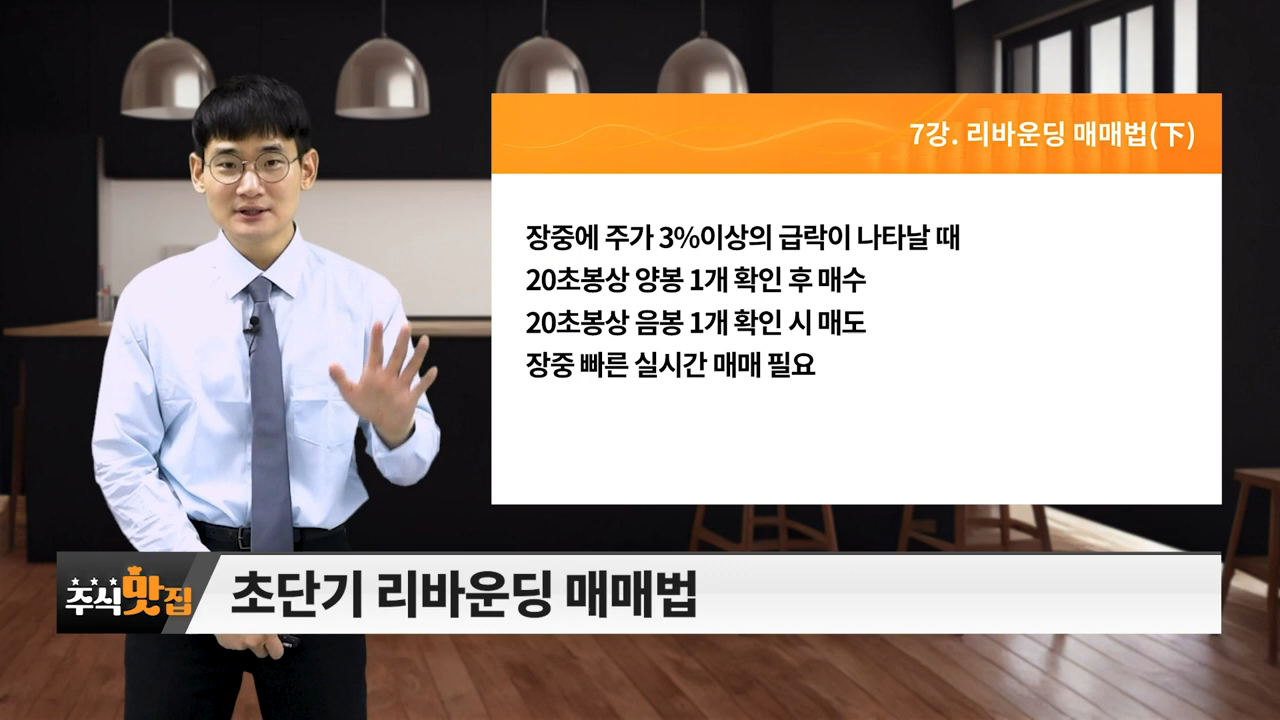 7강. 리바운딩 매매법(下)
장중에 주가 3%이상의 급락이 나타날 때
20초봉상 양봉 1개 확인 후 매수
20초봉상 음봉 1개 확인 시 매도
장중 빠른 실시간 매매 필요
주식맛집
초단기 리바운딩 매매법